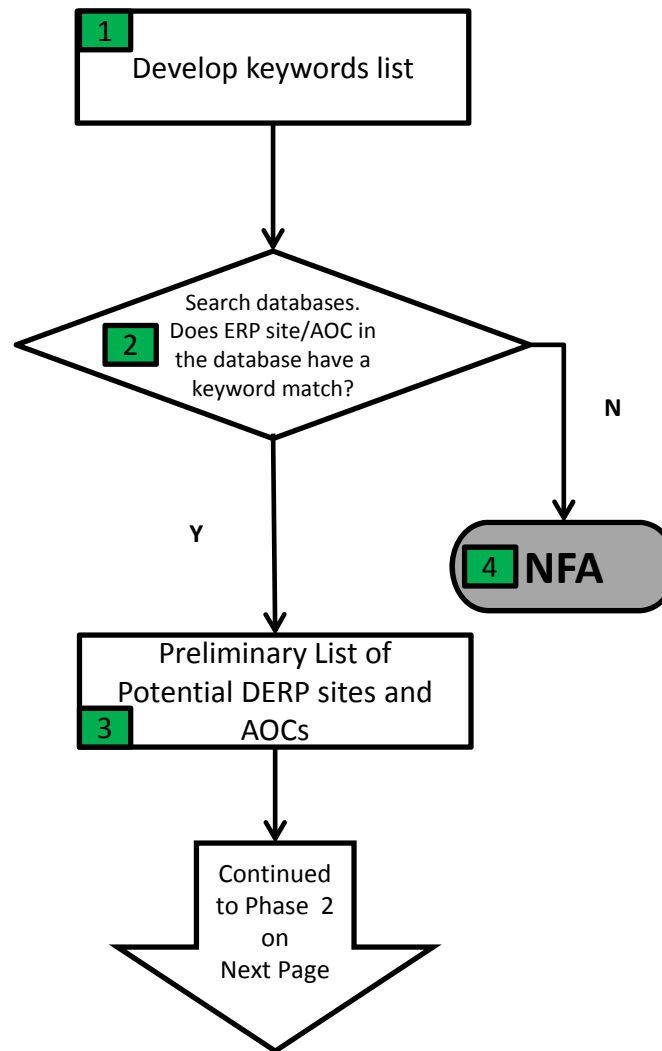 1
Develop keywords list
Search databases.
2
Does ERP site/AOC in
the database have a
keyword match?
N
Y
4 NFA
Preliminary List of
Potential DERP sites and
AOCs
3
Continued
to Phase 2
on
Next Page